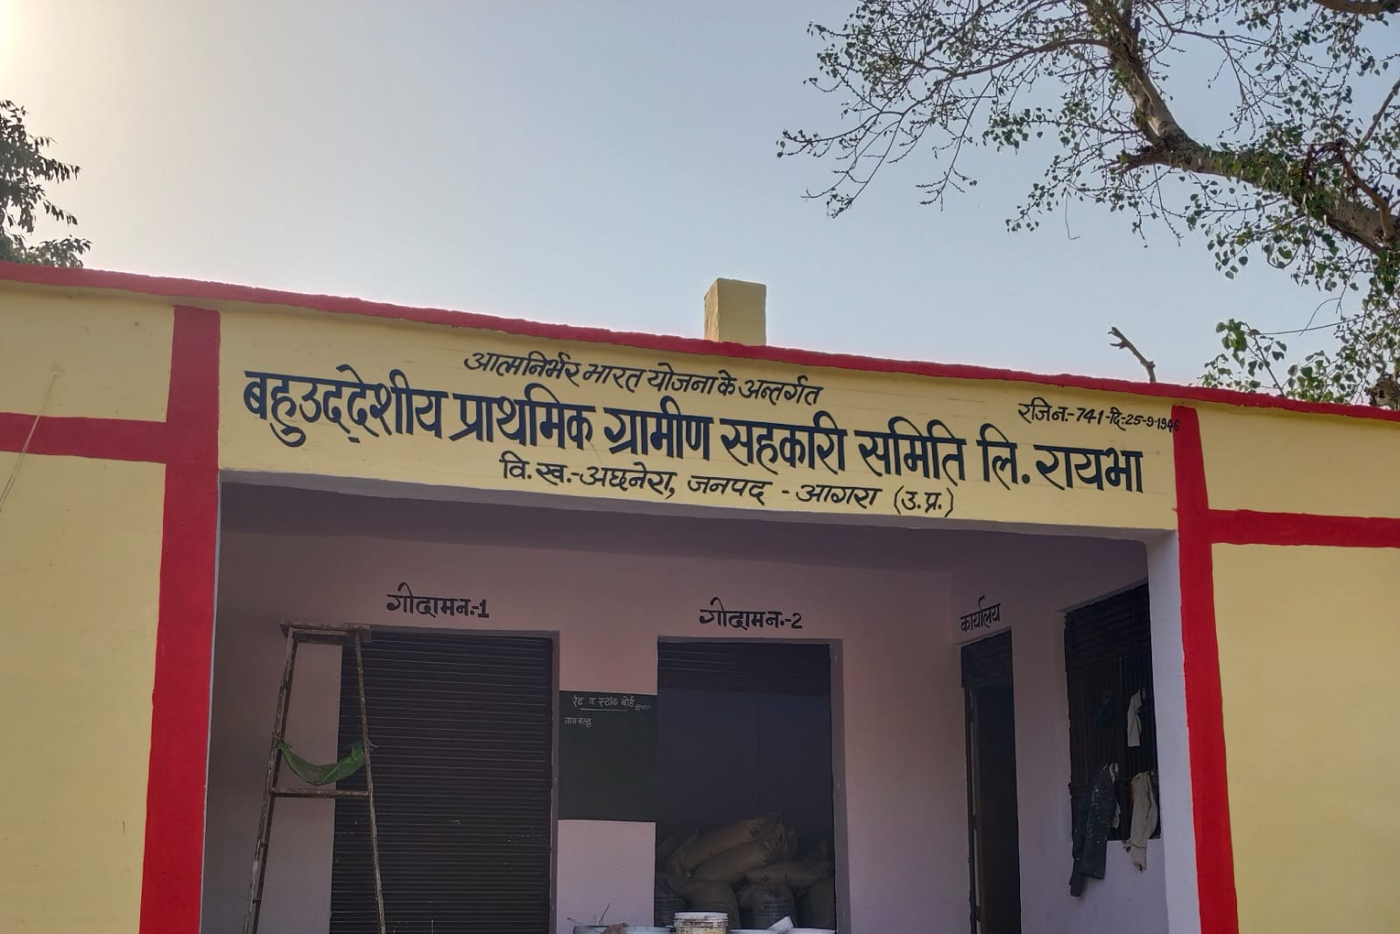 आत्मनिर्भर भारत योजना के अन्तर्गत
रजि न.- 741-दि:-25-9-1946
बहुउद्देशीय प्राथमिक ग्रामीण सहकारी समिति लि. रायभा
वि.ख.-अछनेरा, जनपद - आगरा (उ.प्र.)
गोदाम न.-1
गोदाम न.-2
कार्यालय
रेट व स्टॉक बोर्ड